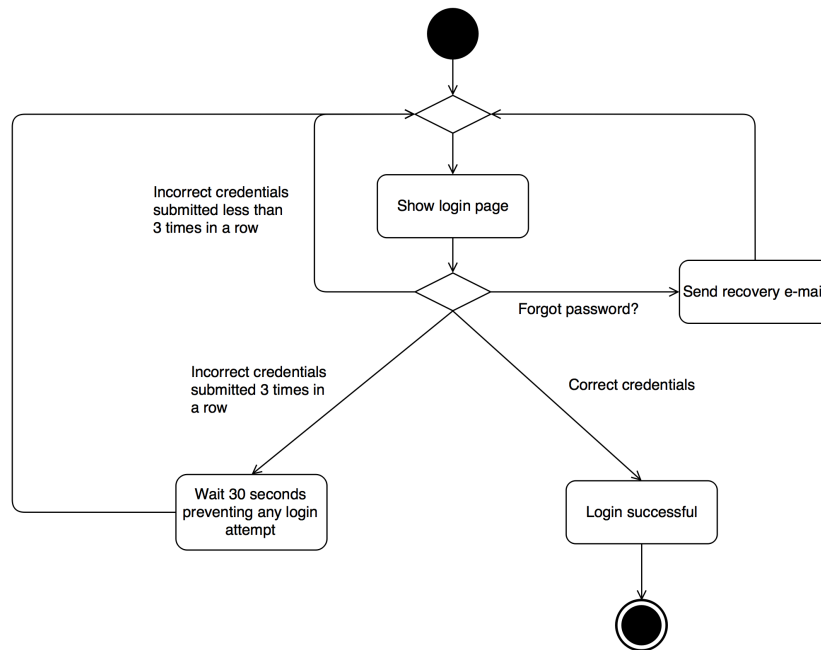 Incorrect credentials
submitted less than
3 times in a row
Show login page
Send recovery e-mai
Forgot password?
Incorrect credentials
submitted 3 times in
a row
Correct credentials
Wait 30 seconds
preventing any login
attempt
Login successful